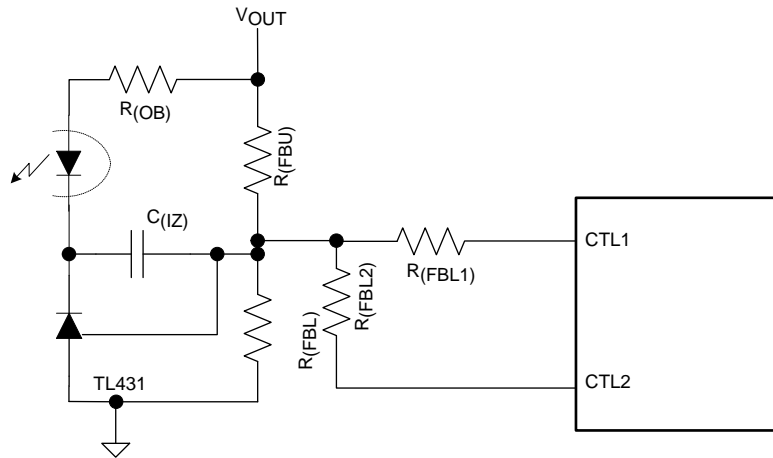 VOUT
R(OB)
R(FBU)
C(IZ)
CTL1
R(FBL1)
R(FBL2)
R(FBL)
CTL2
TL431